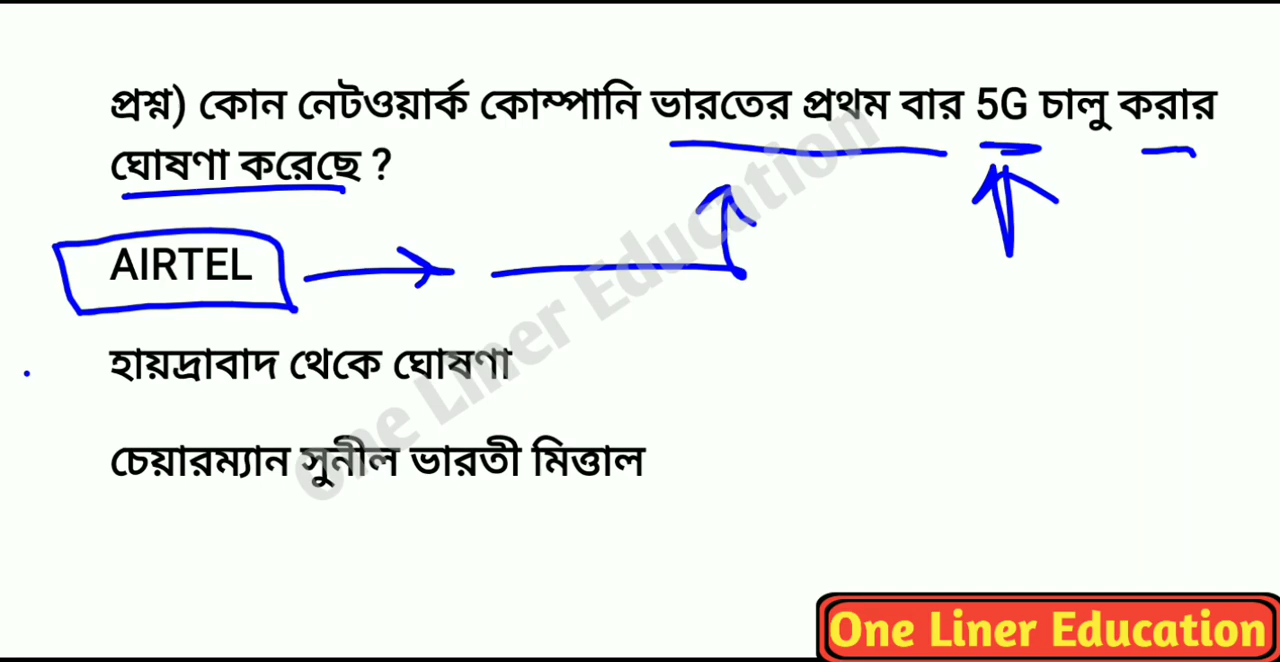 প্রশ্ন) কোন নেটওয়ার্ক কোম্পানি ভারতের প্রথম বার 5G চালু করার
ঘোষণা করেছে ?
AIRTEL
হায়দ্রাবাদ থেকে ঘোষণা
চেয়ারম্যান সুনীল ভারতী মিত্তাল
One Liner Education
One Liner Education